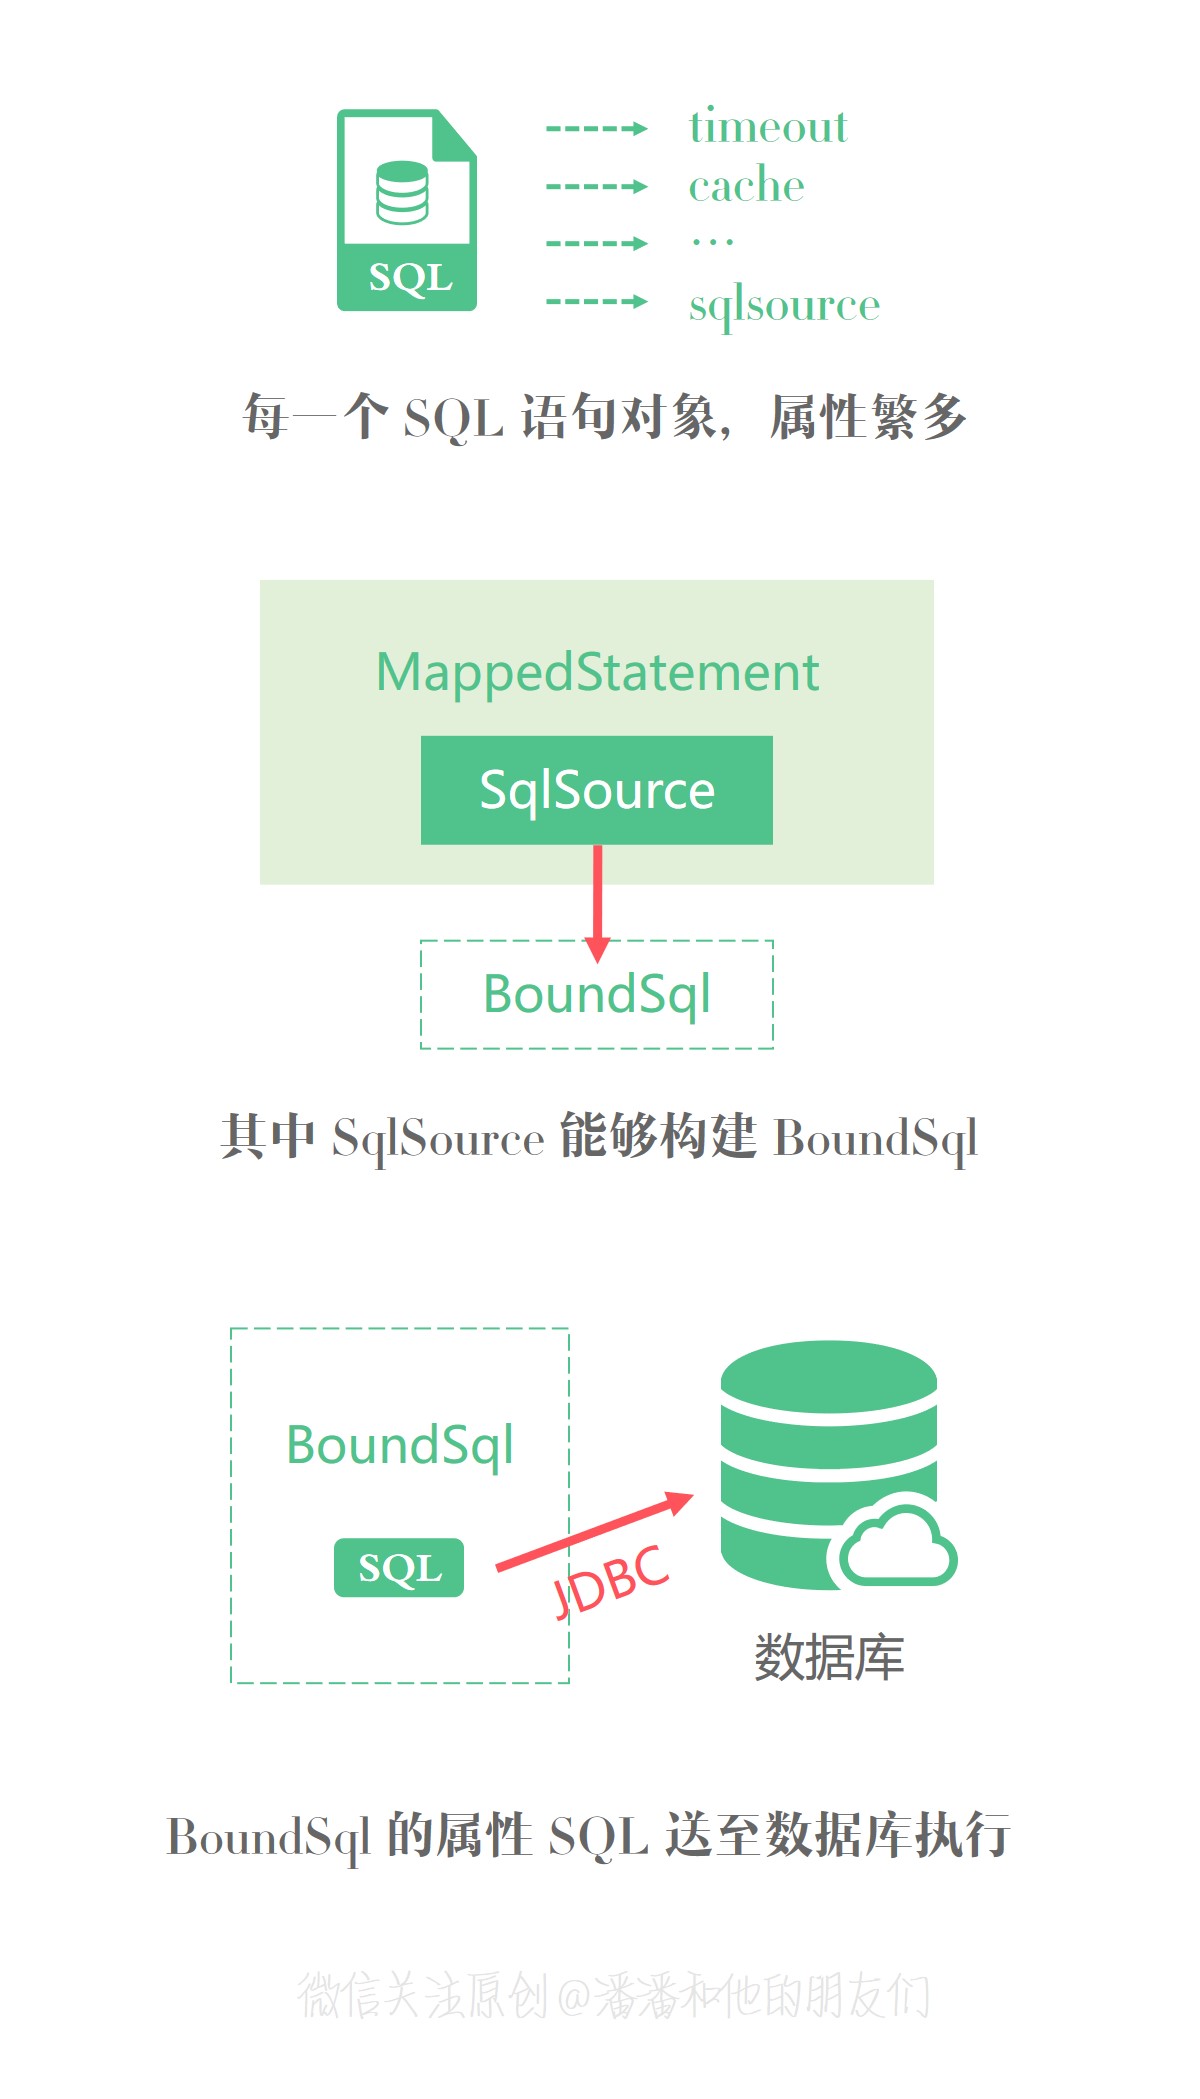 timeout
cache
...
SQL
sqlsource
每一个 SQL 语句对象，属性繁多
MappedStatement
SqlSource
BoundSql
其中 SqlSource 能够构建 BoundSql
BoundSql
SQL
JDBC
数据库
BoundSql 的属性 SQL 送至数据库执行
微信关注原创@潘潘和他的朋友们